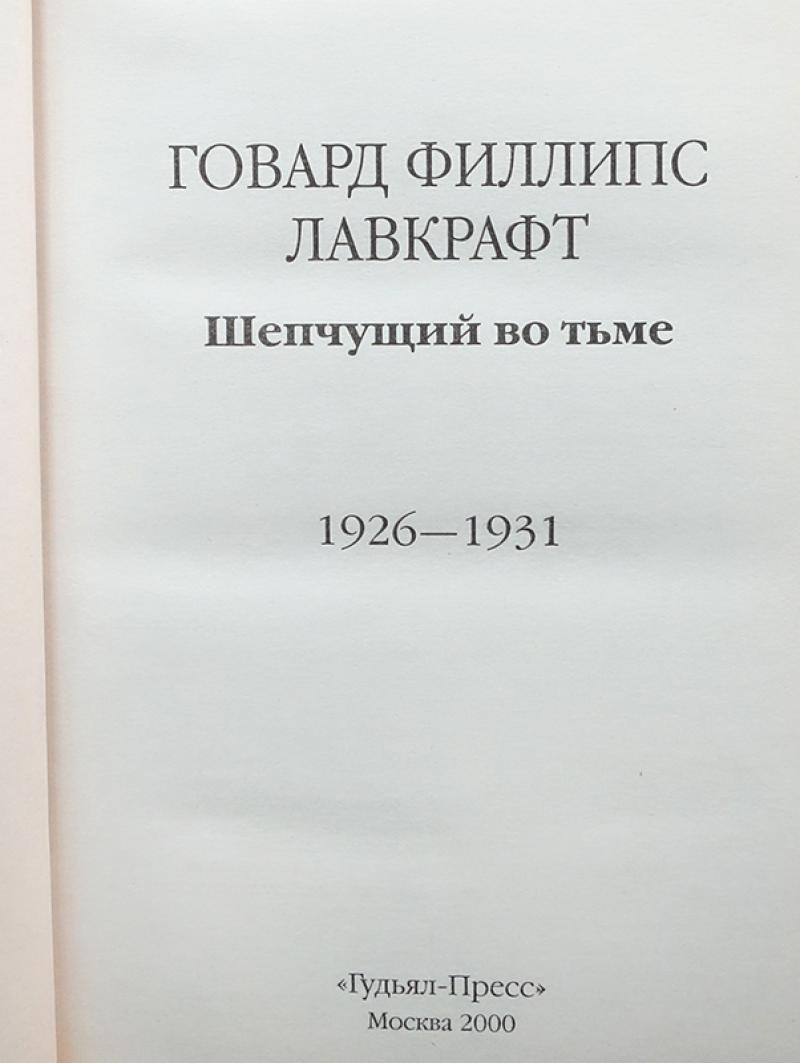 ГОВАРД ФИЛЛИПС
ЛАВКРАФТ
Шепчущий во тьме
1926—1931
«Гудьял-Пресс»
Москва 2000